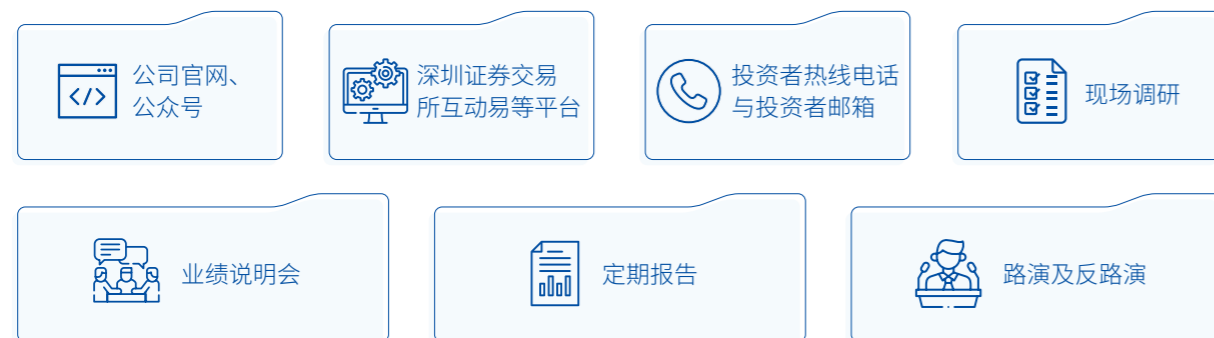 公司官网、
公众号
深圳证券交易
所互动易等平台
投资者热线电话
与投资者邮箱
现场调研
业绩说明会
定期报告
路演及反路演